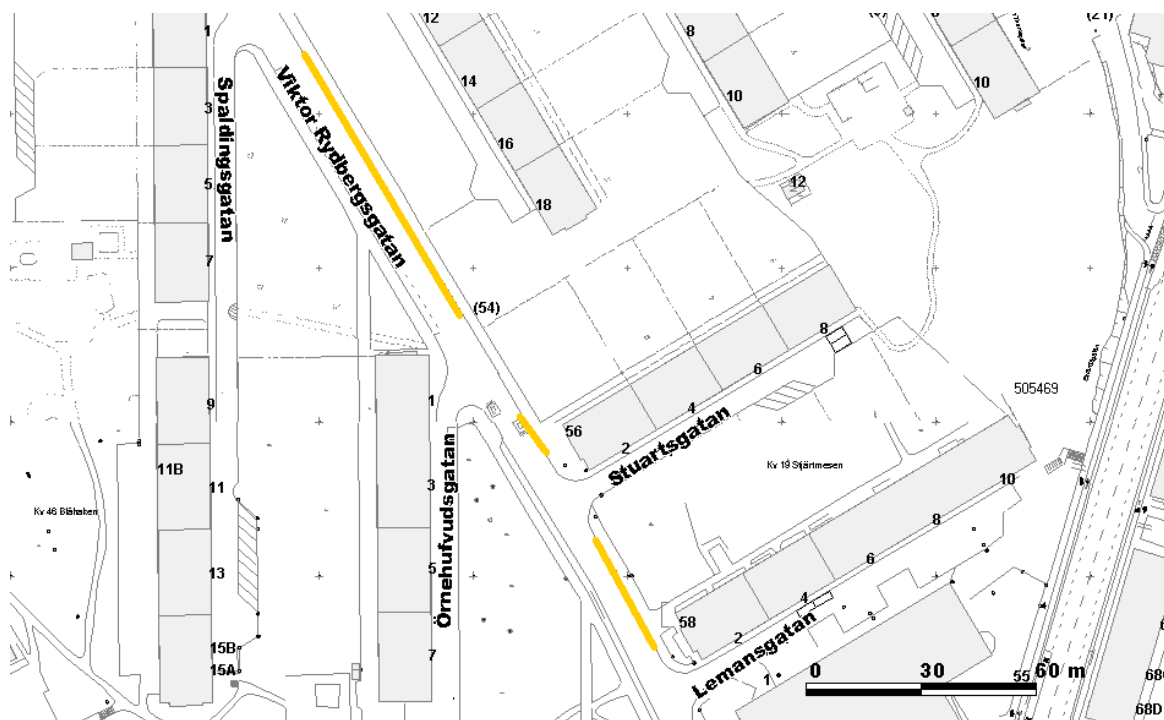 12
1
8
(21)
14
10
10
3
Spaldingsgatan
Viktor Rydbergsgatan
16
5
12
18
7
(54)
8
6
505469
4
1
9
56
2
Stuartsgatan
11B
11
3
Örnehufvudsgatan
Kv 19 Stjärtmesen
10
Kv 46 Blåhaken
8
13
5
6
4
58
2
Lemansgatan
15B
15A
7
1
0 30 60 m
55
68D